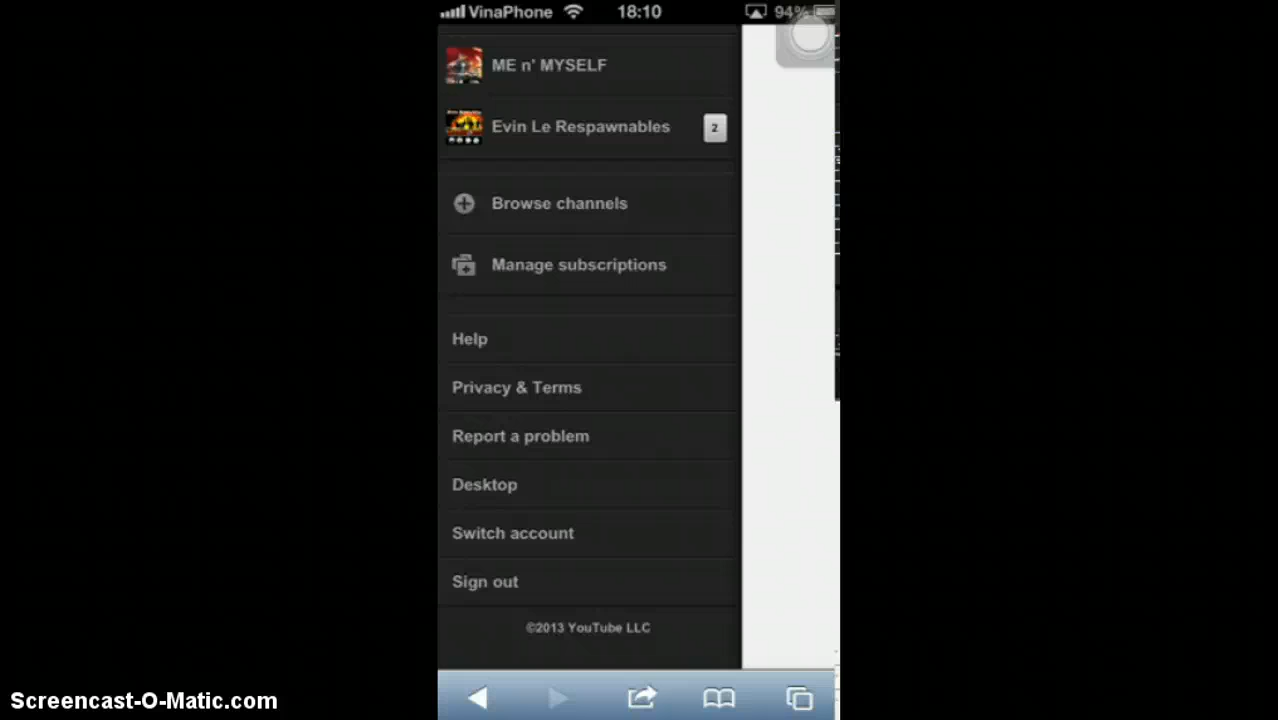 VinaPhone 18:10 94%
ME n' MYSELF
Evin Le Respawnables 2
Browse channels
Manage subscriptions
Help
Privacy & Terms
Report a problem
Desktop
Switch account
Sign out
©2013 YouTube LLC
Screencast-O-Matic.com